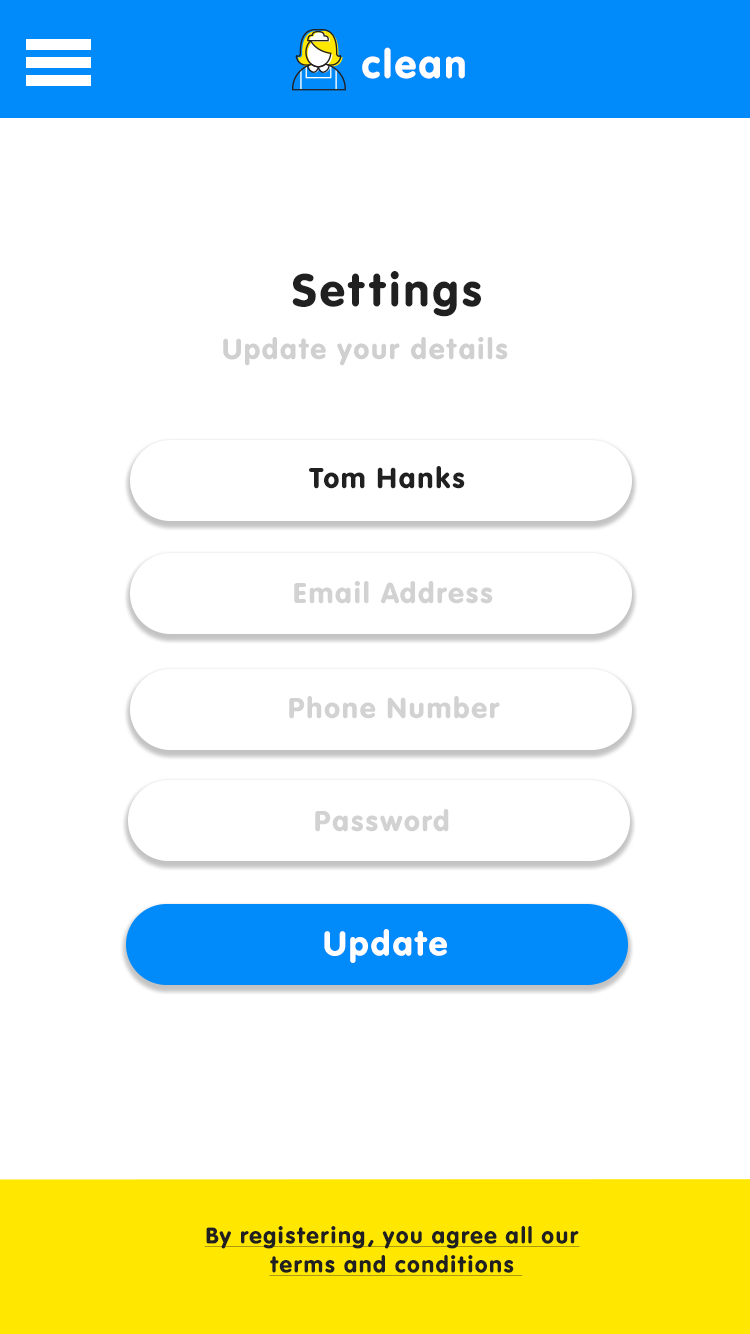 clean
Settings
Update your details
Tom Hanks
Email Address
Phone Number
Password
Update
By registering, you agree all our
terms and conditions